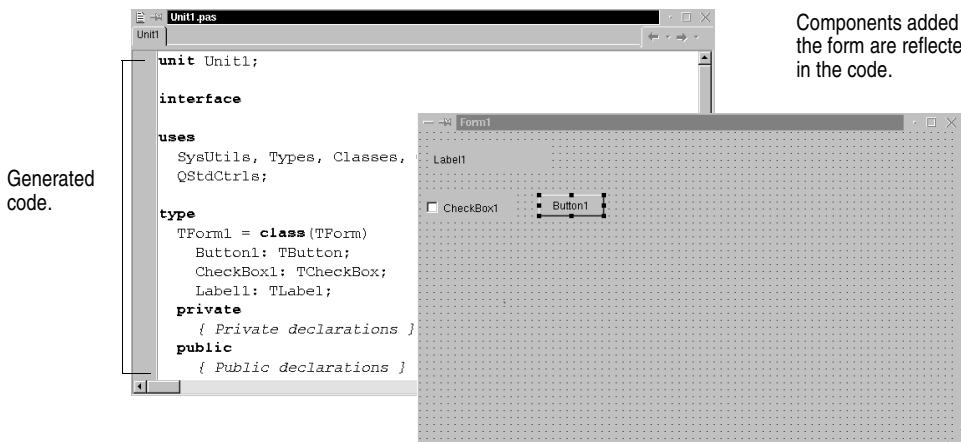 Unit1.pas
Unit1
unit Unit1;
interface
uses
SysUtils, Types, Classes,
QStdCtrls;
type
TForm1 = class(TForm)
Button1: TButton;
CheckBox1: TCheckBox;
Label1: TLabel;
private
{ Private declarations }
public
{ Public declarations }
Generated
code.
Form1
Label1
CheckBox1
Button1
Components added
the form are reflecte
in the code.